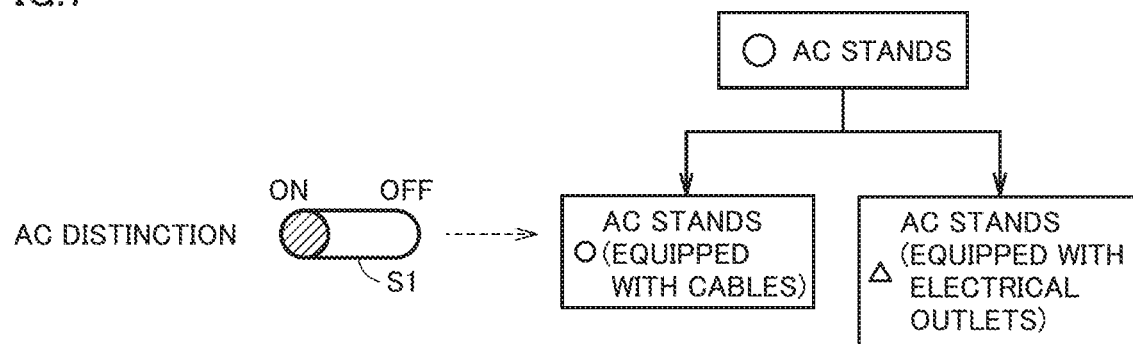 ○ AC STANDS
ON OFF
AC DISTINCTION
S1
AC STANDS
○ (EQUIPPED
WITH CABLES)
AC STANDS
△ (EQUIPPED WITH
ELECTRICAL
OUTLETS)